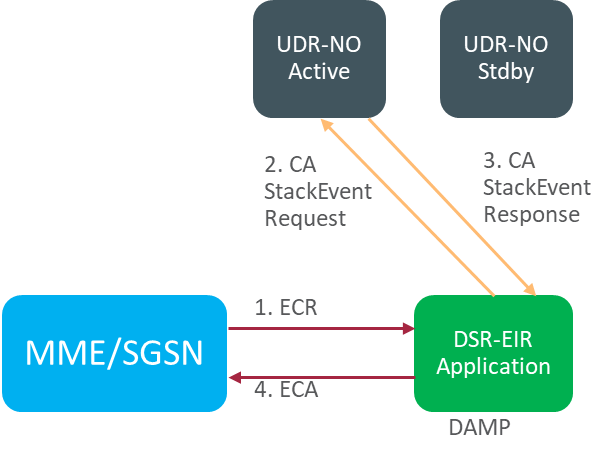 UDR-NO
Active
UDR-NO
Stdby
2. CA
StackEvent
Request
3. CA
StackEvent
Response
MME/SGSN
1. ECR
4. ECA
DSR-EIR
Application
DAMP